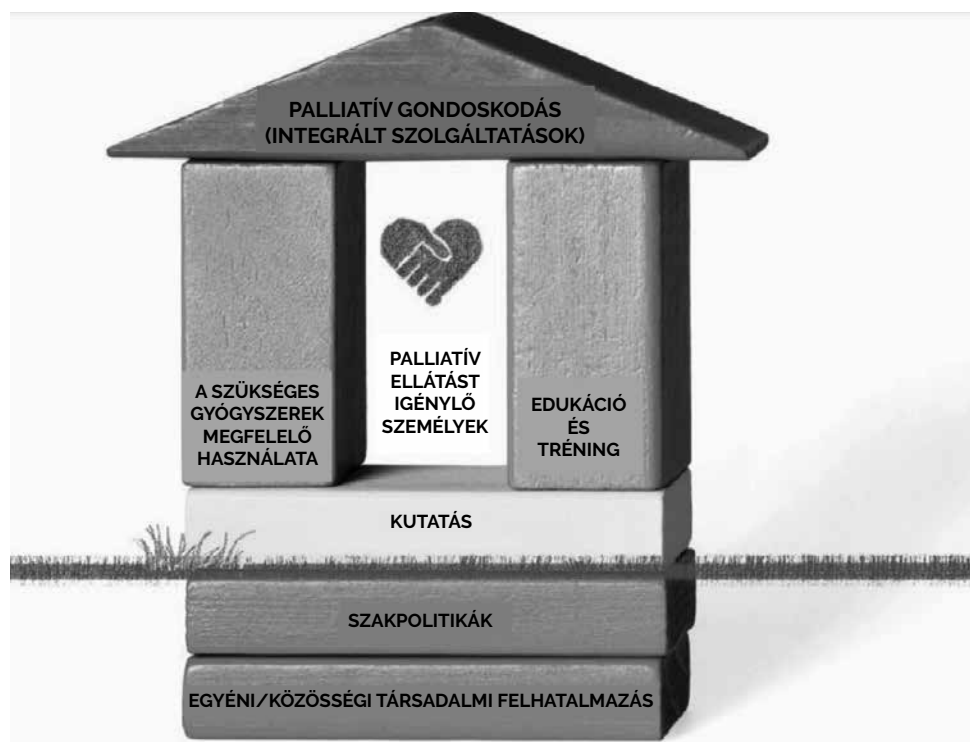 PALLIATÍV GONDOSKODÁS
(INTEGRÁLT SZOLGÁLTATÁSOK)
A SZÜKSÉGES
GYÓGYSZEREK
MEGFELELŐ
HASZNÁLATA
PALLIATÍV
ELLÁTÁST
IGÉNYLŐ
SZEMÉLYEK
EDUKÁCIÓ
ÉS
TRÉNING
KUTATÁS
SZAKPOLITIKÁK
EGYÉNI/KÖZÖSSÉGI TÁRSADALMI FELHATALMAZÁS